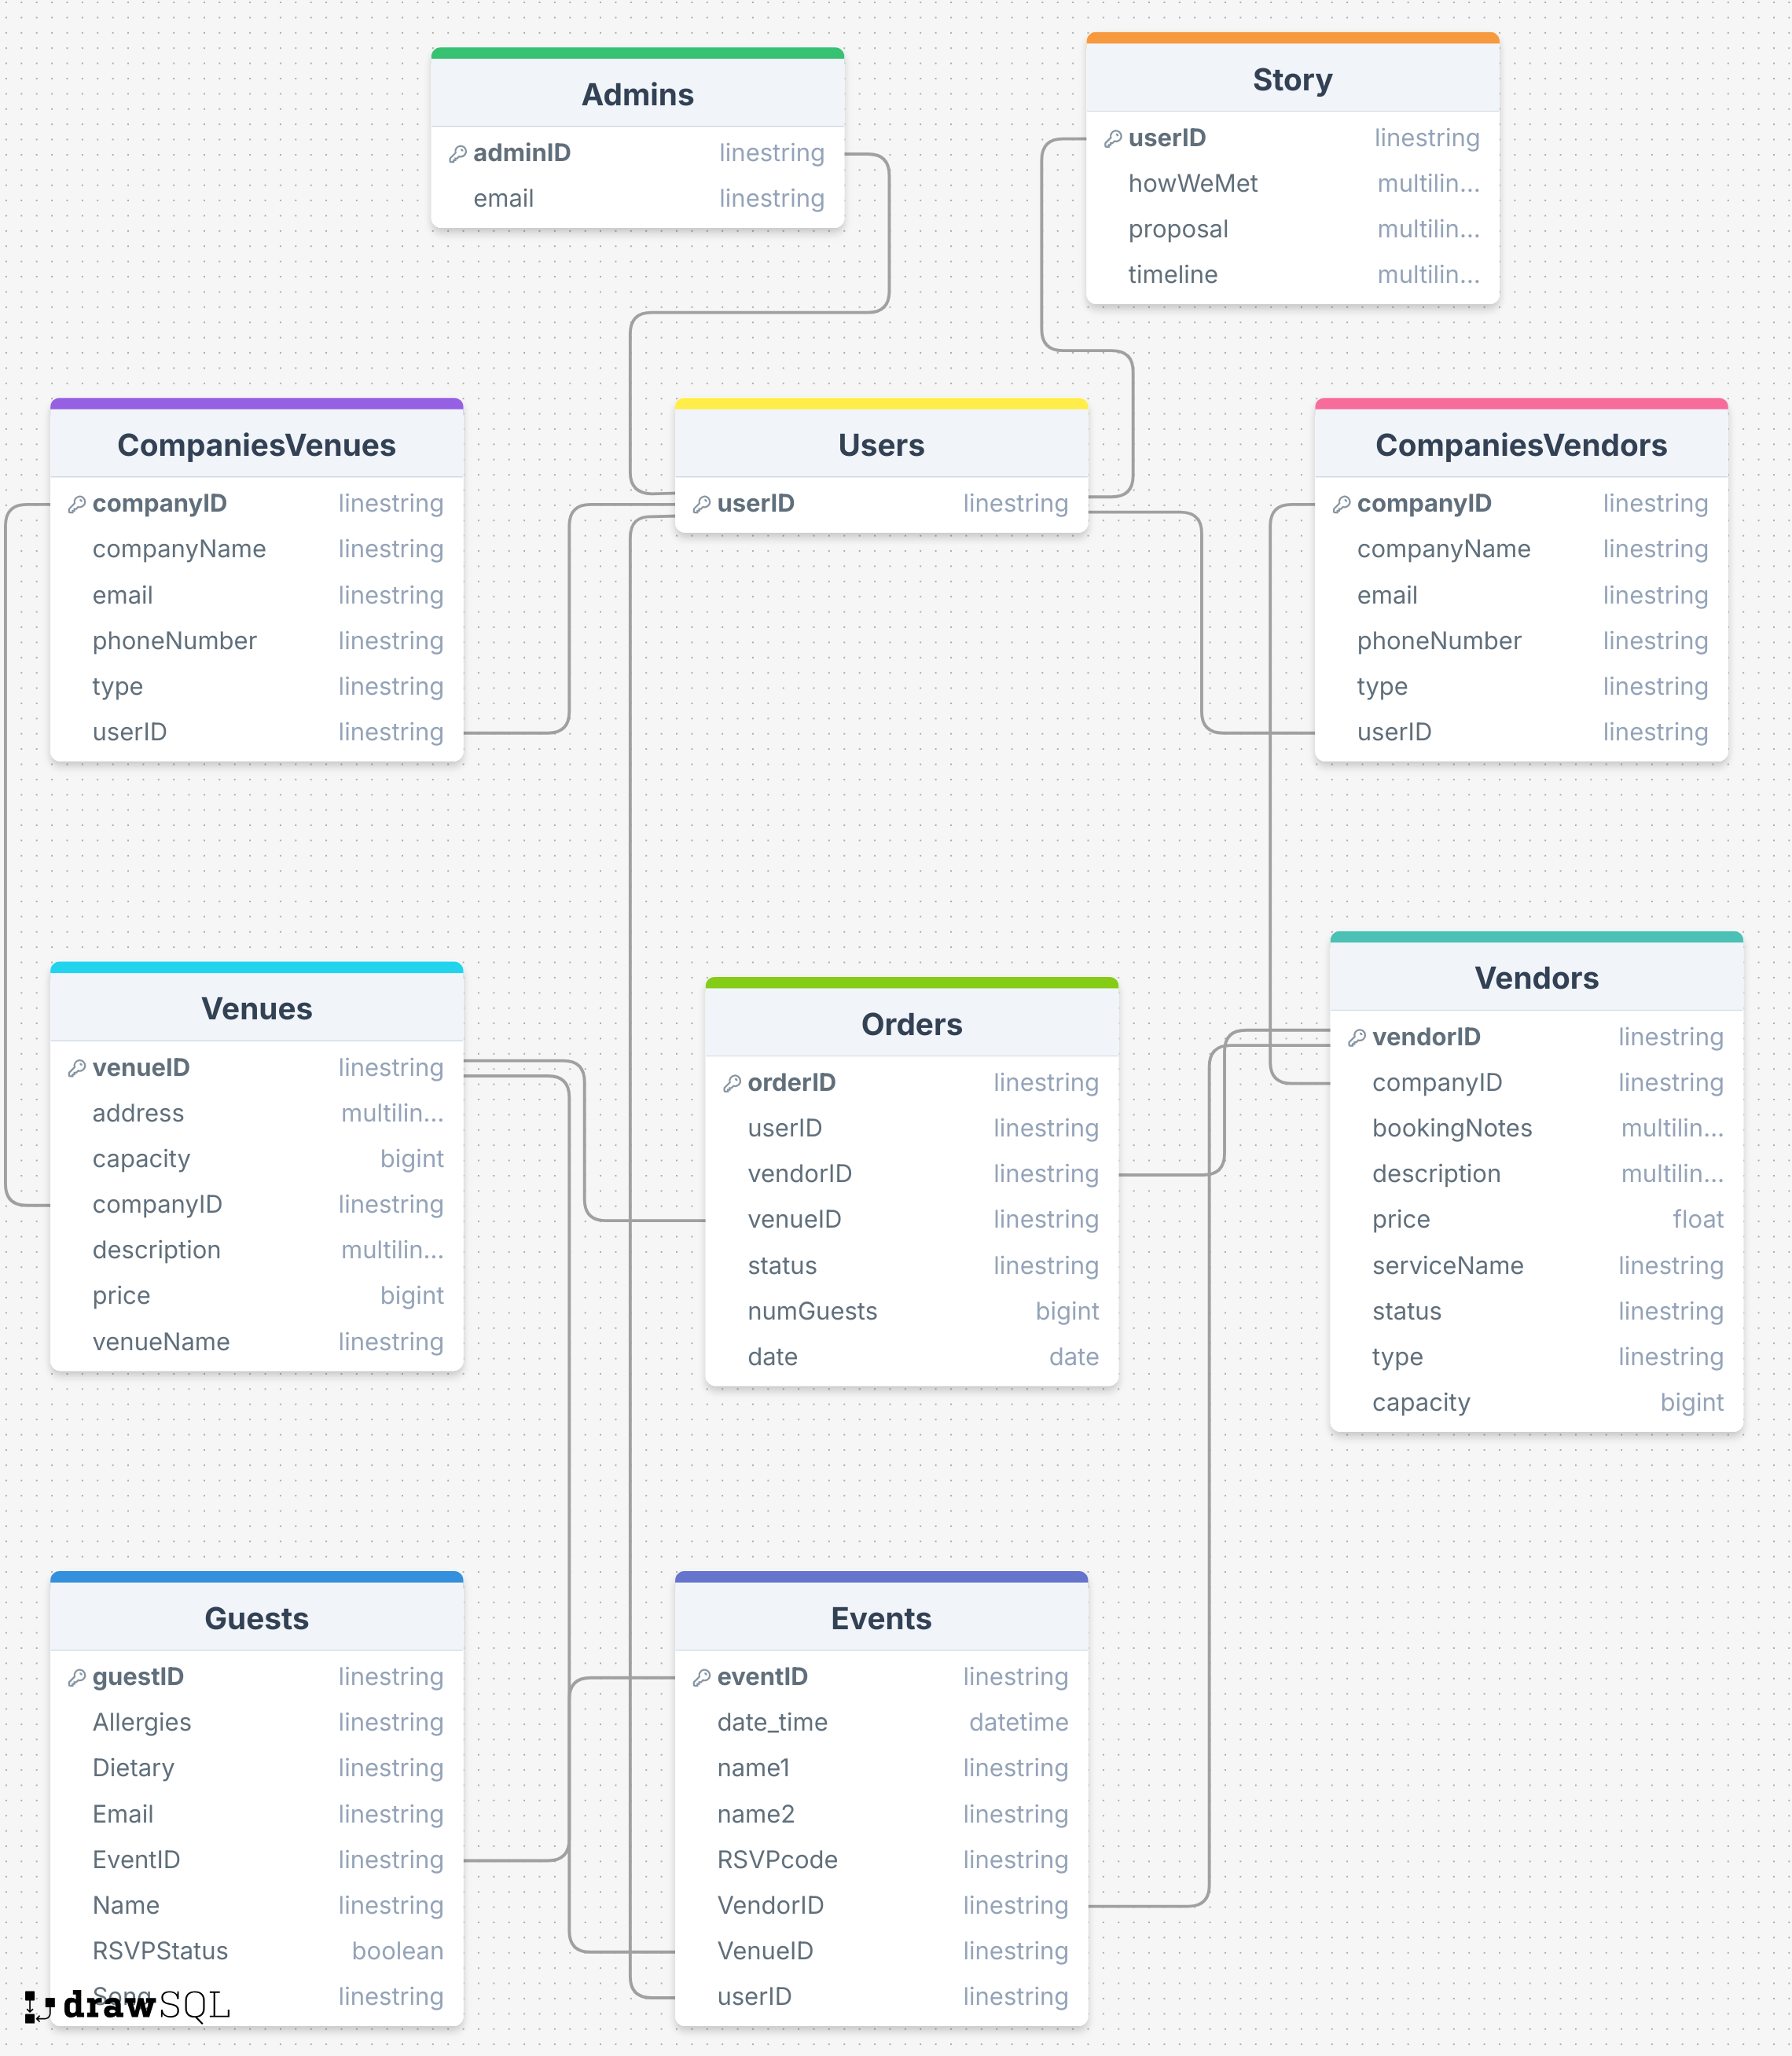 Admins
adminID linestring
email linestring
Story
userID linestring
howWeMet multilin...
proposal multilin...
timeline multilin...
CompaniesVenues
companyID linestring
companyName linestring
email linestring
phoneNumber linestring
type linestring
userID linestring
Users
userID linestring
CompaniesVendors
companyID linestring
companyName linestring
email linestring
phoneNumber linestring
type linestring
userID linestring
Venues
venueID linestring
address multilin...
capacity bigint
companyID linestring
description multilin...
price bigint
venueName linestring
Orders
orderID linestring
userID linestring
vendorID linestring
venueID linestring
status linestring
numGuests bigint
date date
Vendors
vendorID linestring
companyID linestring
bookingNotes multilin...
description multilin...
price float
serviceName linestring
status linestring
type linestring
capacity bigint
Guests
guestID linestring
Allergies linestring
Dietary linestring
Email linestring
EventID linestring
Name linestring
RSVPStatus boolean
Song linestring
Events
eventID linestring
date_time datetime
name1 linestring
name2 linestring
RSVPcode linestring
VendorID linestring
VenueID linestring
userID linestring
drawSQL